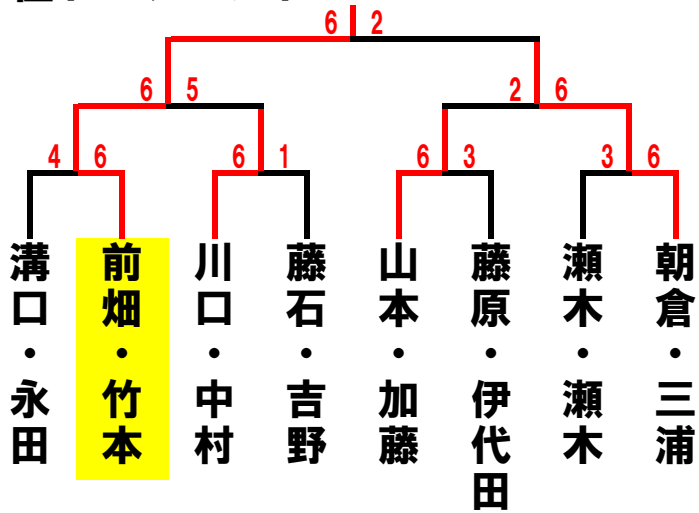 6 2
6 5
2 6
4 6
6 1
6 3
3 6
溝口・永田
前畑・竹本
川口・中村
藤石・吉野
山本・加藤
藤原・伊代田
瀬木・瀬木
朝倉・三浦